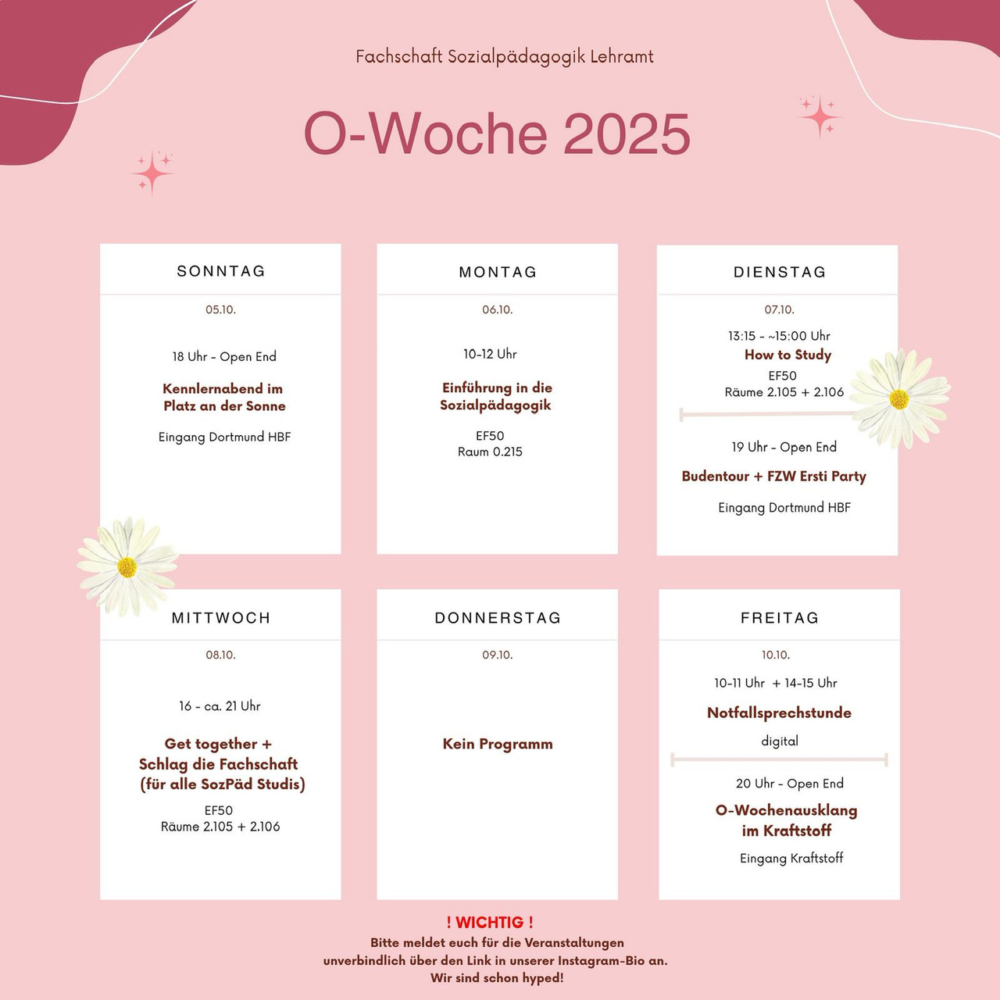 Fachschaft Sozialpädagogik Lehramt
O-Woche 2025
SONNTAG
05.10.
18 Uhr - Open End
Kennlernabend im
Platz an der Sonne
Eingang Dortmund HBF
MONTAG
06.10.
10-12 Uhr
Einführung in die
Sozialpädagogik
EF50
Raum 0.215
DIENSTAG
07.10.
13:15 - ~15:00 Uhr
How to Study
EF50
Räume 2.105 + 2.106
19 Uhr - Open End
Budentour + FZW Ersti Party
Eingang Dortmund HBF
MITTWOCH
08.10.
16 - ca. 21 Uhr
Get together +
Schlag die Fachschaft
(für alle SozPäd Studis)
EF50
Räume 2.105 + 2.106
DONNERSTAG
09.10.
Kein Programm
FREITAG
10.10.
10-11 Uhr + 14-15 Uhr
Notfallsprechstunde
digital
20 Uhr - Open End
O-Wochenausklang
im Kraftstoff
Eingang Kraftstoff
! WICHTIG !
Bitte meldet euch für die Veranstaltungen
unverbindlich über den Link in unserer Instagram-Bio an.
Wir sind schon hyped!